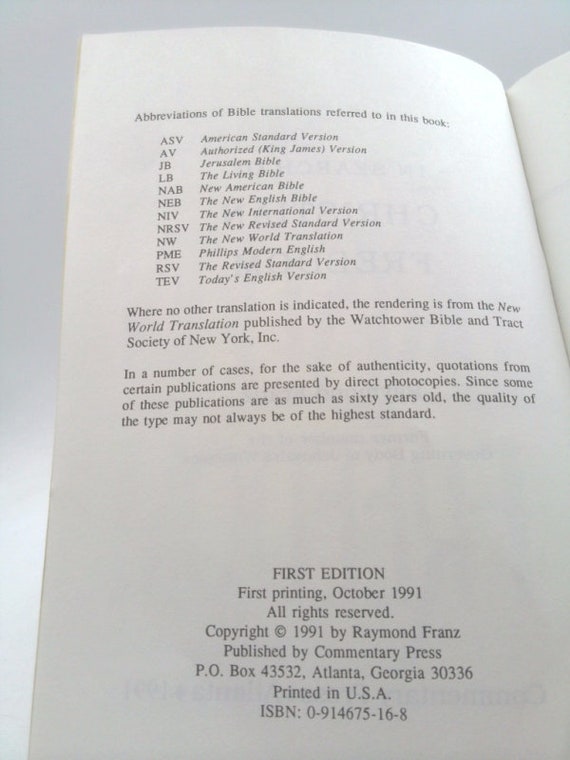 Abbreviations of Bible translations referred to in this book:
ASV American Standard Version
AV Authorized (King James) Version
JB Jerusalem Bible
LB The Living Bible
NAB New American Bible
NEB The New English Bible
NIV The New International Version
NRSV The New Revised Standard Version
NW The New World Translation
PME Phillips Modern English
RSV The Revised Standard Version
TEV Today's English Version
Where no other translation is indicated, the rendering is from the New
World Translation published by the Watchtower Bible and Tract
Society of New York, Inc.
In a number of cases, for the sake of authenticity, quotations from
certain publications are presented by direct photocopies. Since some
of these publications are as much as sixty years old, the quality of
the type may not always be of the highest standard.
FIRST EDITION
First printing, October 1991
All rights reserved.
Copyright © 1991 by Raymond Franz
Published by Commentary Press
P.O. Box 43532, Atlanta, Georgia 30336
Printed in U.S.A.
ISBN: 0-914675-16-8